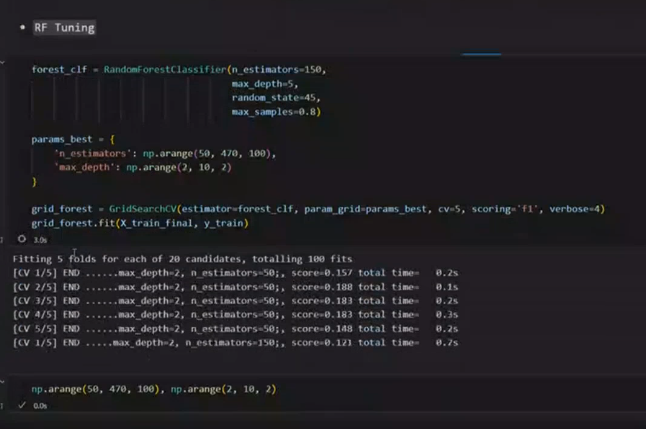 RF Tuning
forest_clf = RandomForestClassifier(n_estimators=150,
max_depth=5,
random_state=45,
max_samples=0.8)
params_best = {
'n_estimators': np.arange(50, 470, 100),
'max_depth': np.arange(2, 10, 2)
}
grid_forest = GridSearchCV(estimator=forest_clf, param_grid=params_best, cv=5, scoring='f1', verbose=4)
grid_forest.fit(X_train_final, y_train)
3.0s
Fitting 5 folds for each of 20 candidates, totalling 100 fits
[CV 1/5] END ......max_depth=2, n_estimators=50;, score=0.157 total time=   0.2s
[CV 2/5] END ......max_depth=2, n_estimators=50;, score=0.180 total time=   0.1s
[CV 3/5] END ......max_depth=2, n_estimators=50;, score=0.183 total time=   0.2s
[CV 4/5] END ......max_depth=2, n_estimators=50;, score=0.183 total time=   0.3s
[CV 5/5] END ......max_depth=2, n_estimators=50;, score=0.148 total time=   0.2s
[CV 1/5] END .....max_depth=2, n_estimators=150;, score=0.121 total time=   0.7s
np.arange(50, 470, 100), np.arange(2, 10, 2)
0.0s